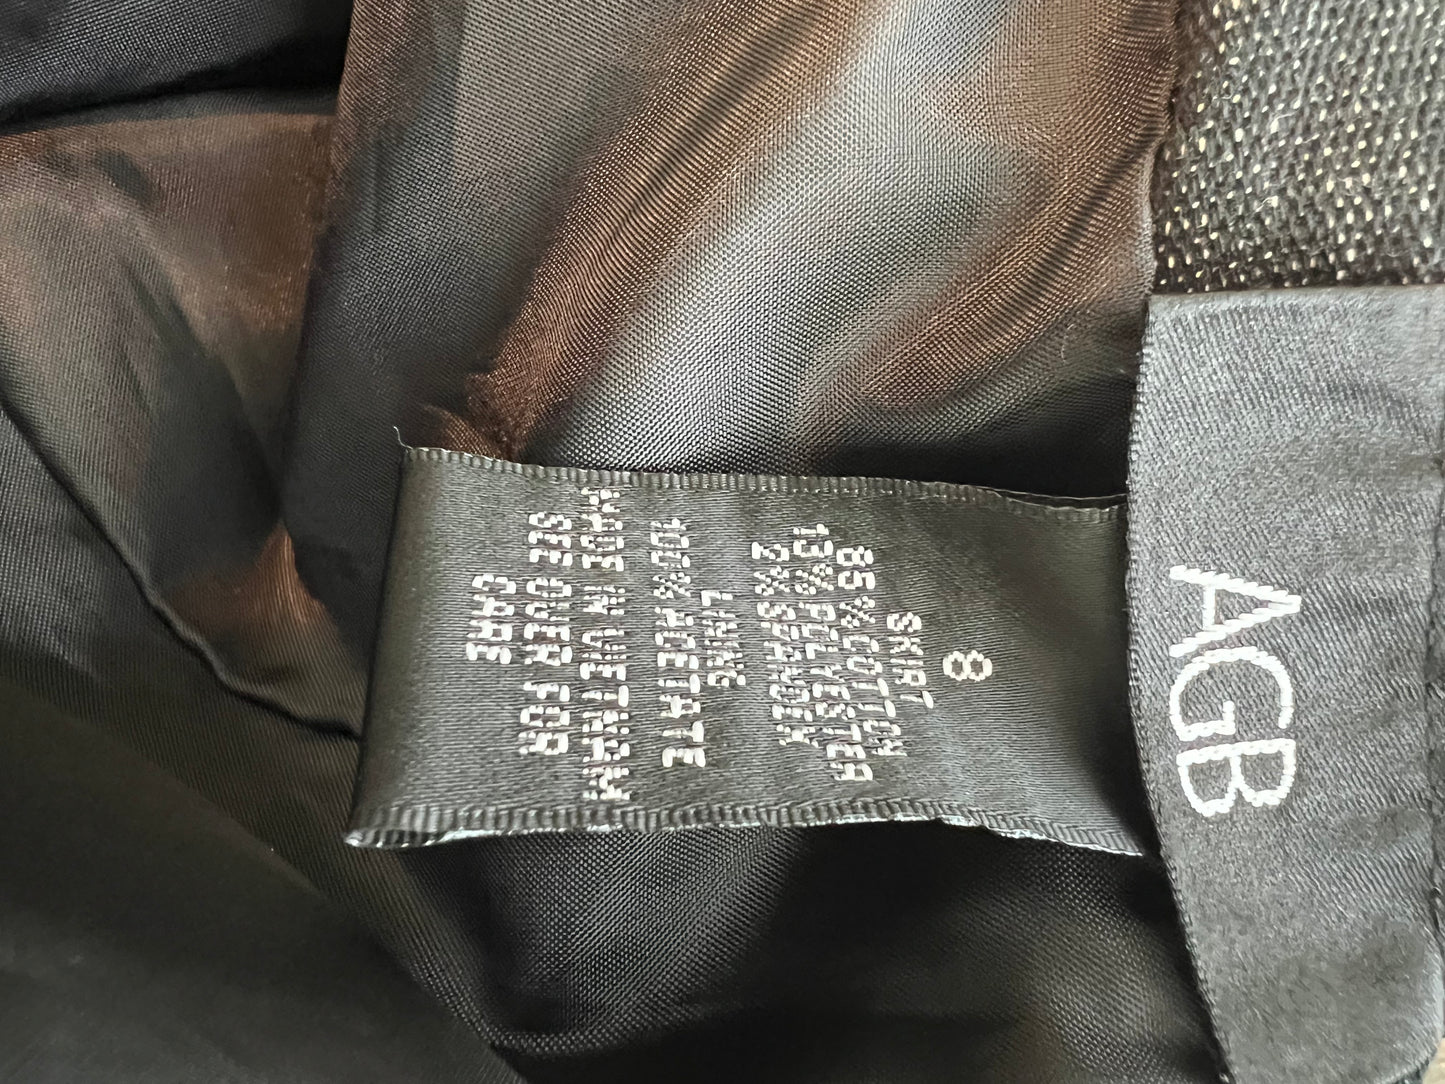 AGB
8
SKIRT
85% COTTON
13% POLYESTER
2% SPANDEX
LINING
100% ACETATE
MADE IN VIETNAM
SEE OVER FOR
CARE